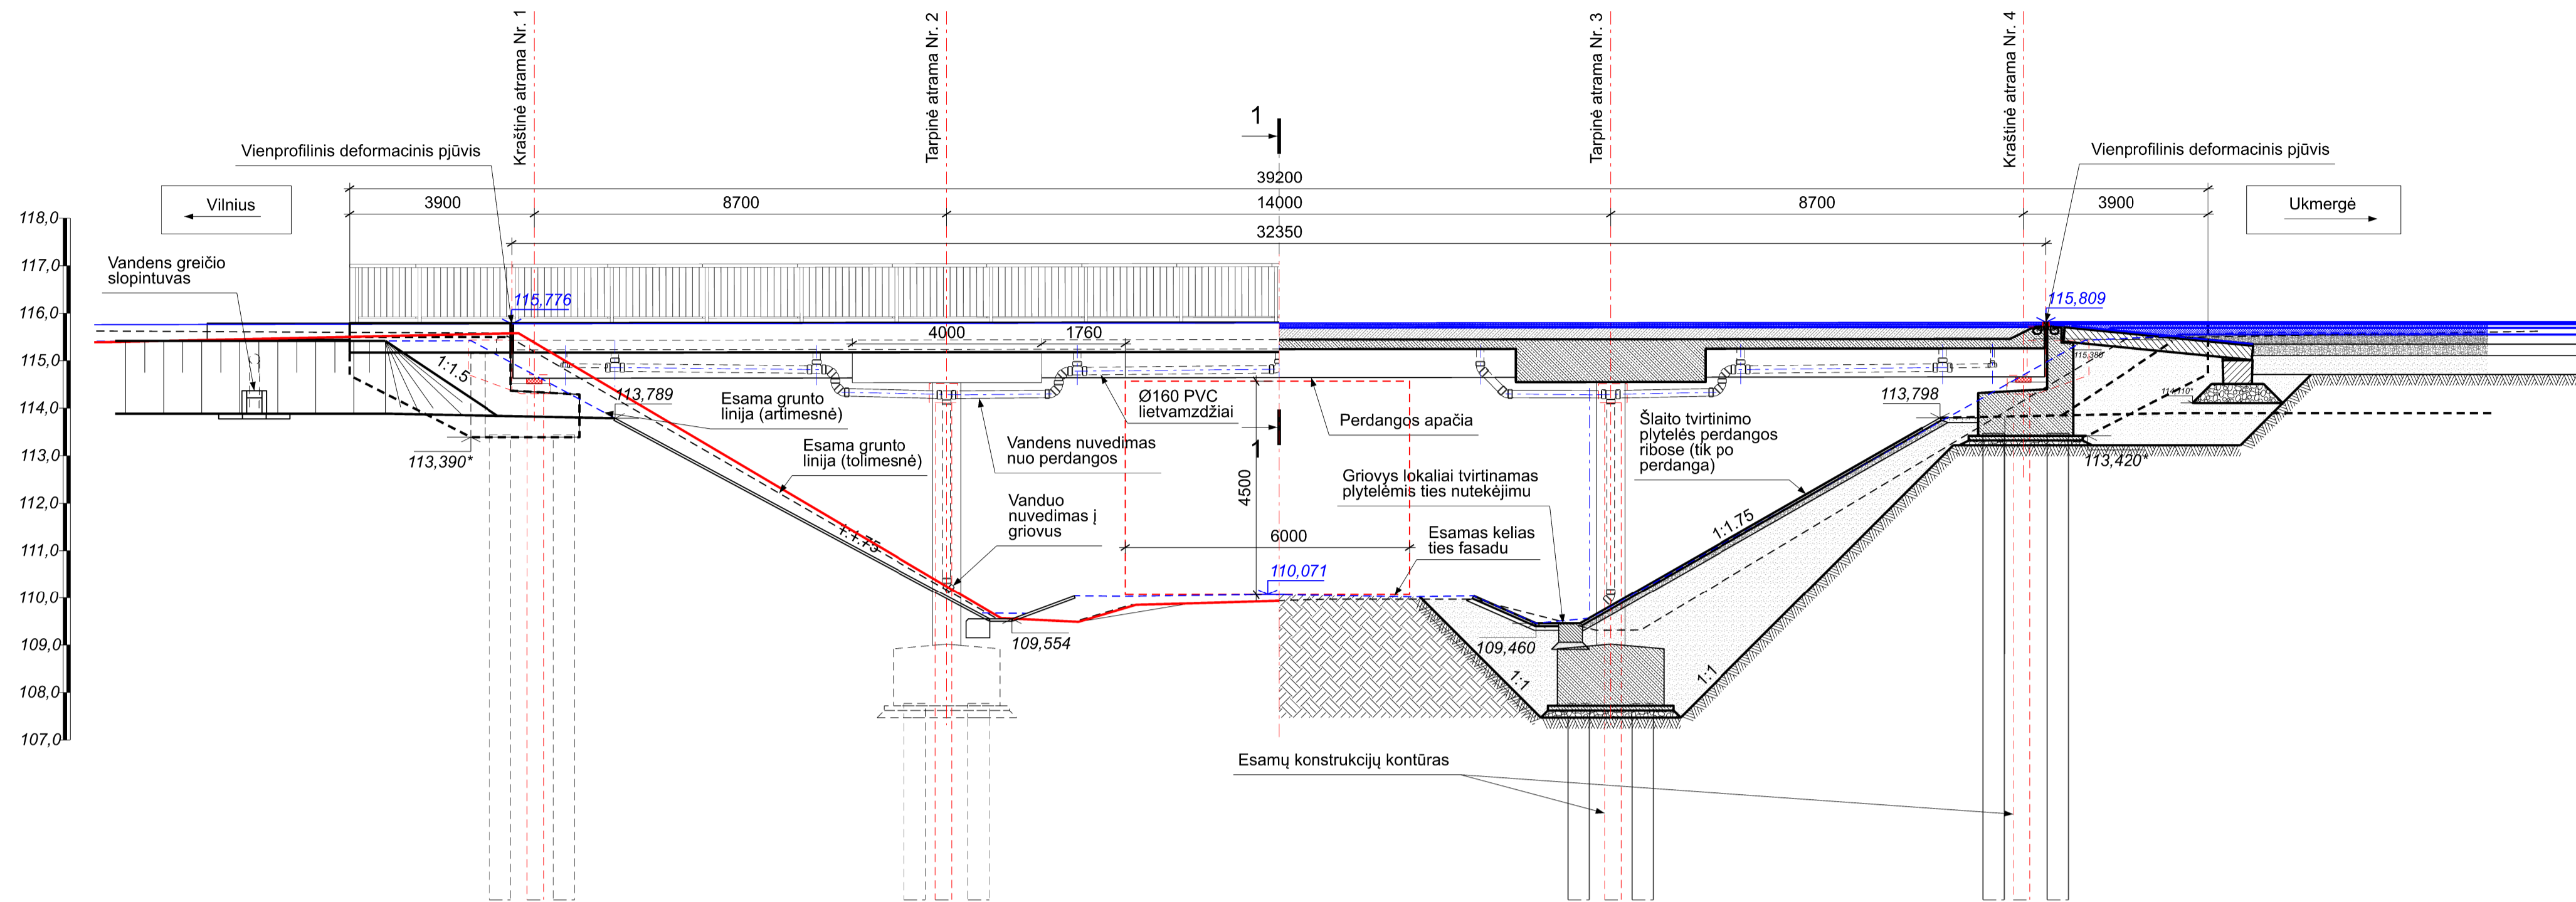 Kraštinė atrama Nr. 1
Tarpinė atrama Nr. 2
Tarpinė atrama Nr. 3
Kraštinė atrama Nr. 4
1
Vienprofilinis deformacinis pjūvis
Vienprofilinis deformacinis pjūvis
39200
Vilnius
3900
8700
14000
8700
3900
Ukmergė
32350
118,0
117,0
116,0
115,0
114,0
113,0
112,0
111,0
110,0
109,0
108,0
107,0
Vandens greičio
slopintuvas
115,776
115,809
4000
1760
1:1.5
113,789
113,390*
Esama grunto
linija (artimesnė)
Esama grunto
linija (tolimesnė)
Vandens nuvedimas
nuo perdangos
Ø160 PVC
lietvamzdžiai
Perdangos apačia
1
4500
6000
Vanduo
nuvedimas į
griovus
Griovys lokaliai tvirtinamas
plytelėmis ties nutekėjimu
Esamas kelias
ties fasadu
Šlaito tvirtinimo
plytelės perdangos
ribose (tik po
perdanga)
113,798
115,380
114,110*
113,420*
1:1.75
1:1.75
110,071
109,554
109,460
1:1
1:1
Esamų konstrukcijų kontūras